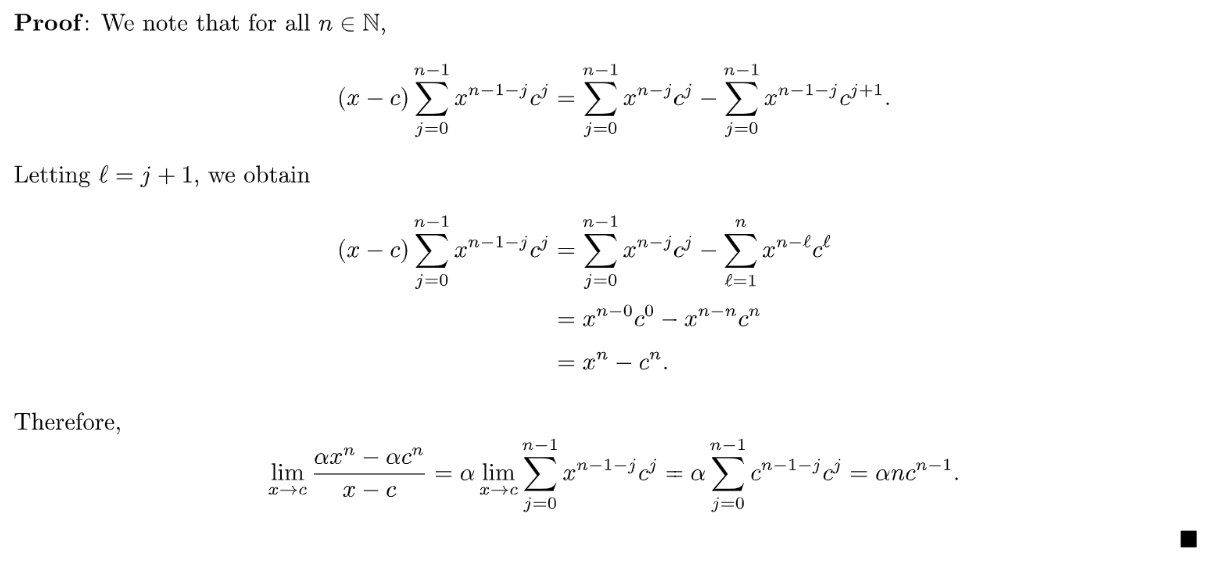 Proof: We note that for all n ∈ ℕ,
(x − c) ∑_{j=0}^{n−1} x^{n−1−j}c^j = ∑_{j=0}^{n−1} x^{n−j}c^j − ∑_{j=0}^{n−1} x^{n−1−j}c^{j+1}.
Letting ℓ = j + 1, we obtain
(x − c) ∑_{j=0}^{n−1} x^{n−1−j}c^j = ∑_{j=0}^{n−1} x^{n−j}c^j − ∑_{ℓ=1}^{n} x^{n−ℓ}c^ℓ
= x^{n−0}c^0 − x^{n−n}c^n
= x^n − c^n.
Therefore,
lim_{x→c} \frac{αx^n − αc^n}{x − c} = α lim_{x→c} ∑_{j=0}^{n−1} x^{n−1−j}c^j = α ∑_{j=0}^{n−1} c^{n−1−j}c^j = αnc^{n−1}.
■